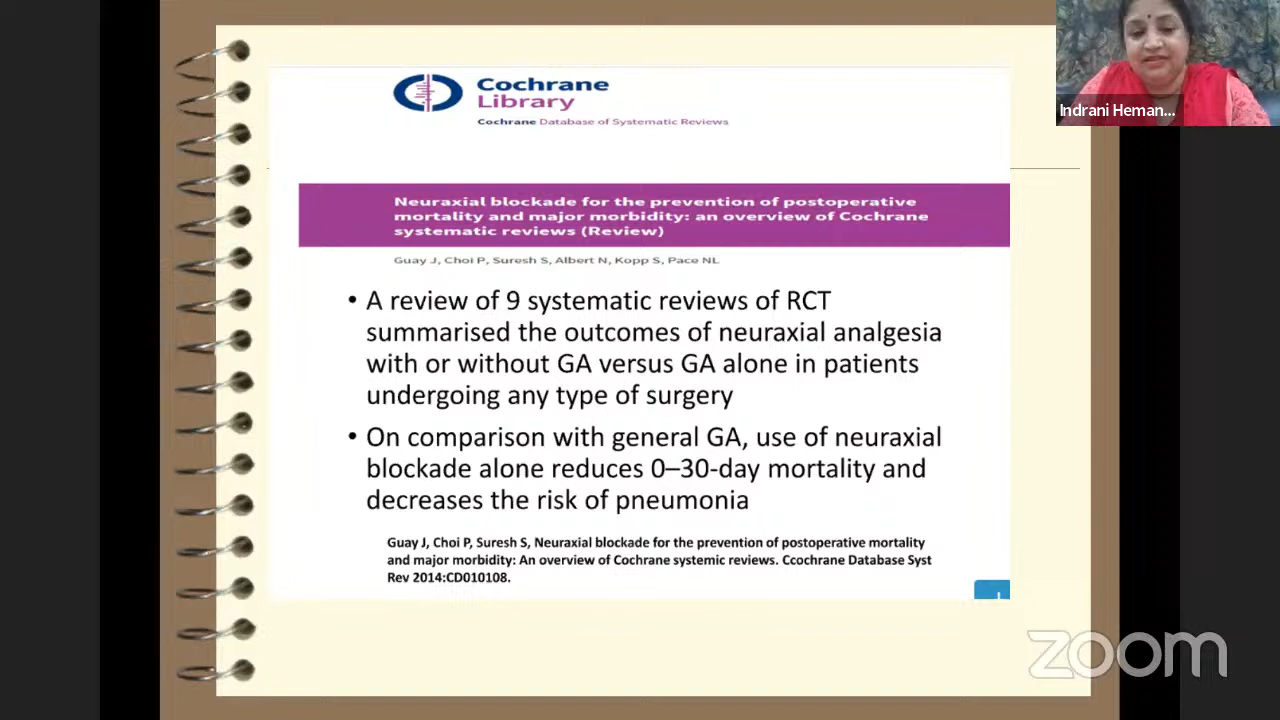 Cochrane
Library
Cochrane Database of Systematic Reviews
Indrani Heman...
Neuraxial blockade for the prevention of postoperative
mortality and major morbidity: an overview of Cochrane
systematic reviews (Review)
Guay J, Choi P, Suresh S, Albert N, Kopp S, Pace NL
• A review of 9 systematic reviews of RCT
summarised the outcomes of neuraxial analgesia
with or without GA versus GA alone in patients
undergoing any type of surgery
• On comparison with general GA, use of neuraxial
blockade alone reduces 0–30-day mortality and
decreases the risk of pneumonia
Guay J, Choi P, Suresh S, Neuraxial blockade for the prevention of postoperative mortality
and major morbidity: An overview of Cochrane systemic reviews. Ccochrane Database Syst
Rev 2014:CD010108.
zoom